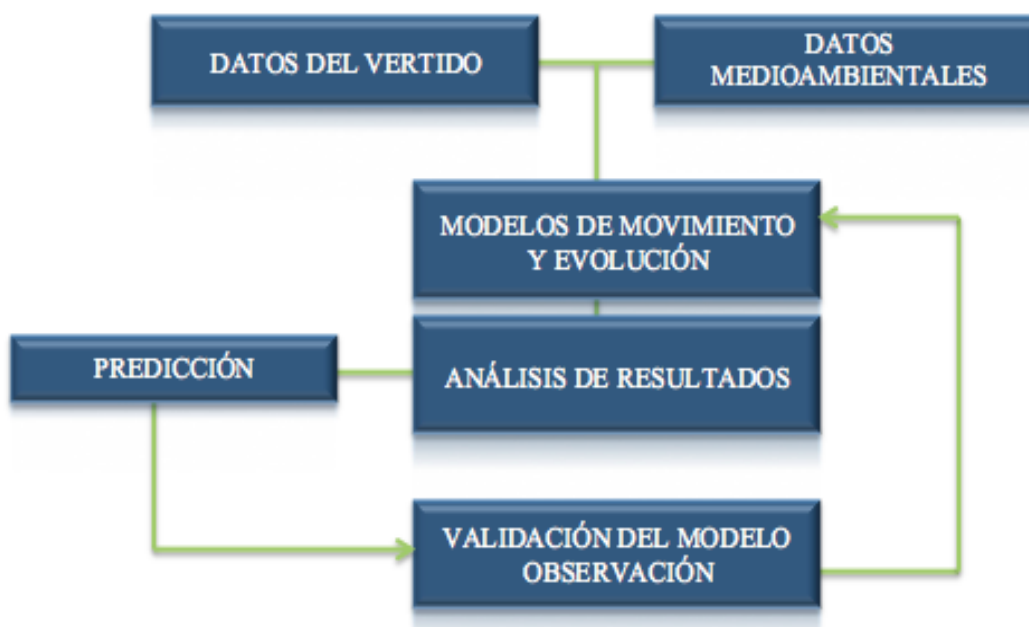 DATOS DEL VERTIDO
DATOS
MEDIOAMBIENTALES
MODELOS DE MOVIMIENTO
Y EVOLUCIÓN
PREDICCIÓN
ANÁLISIS DE RESULTADOS
VALIDACIÓN DEL MODELO
OBSERVACIÓN